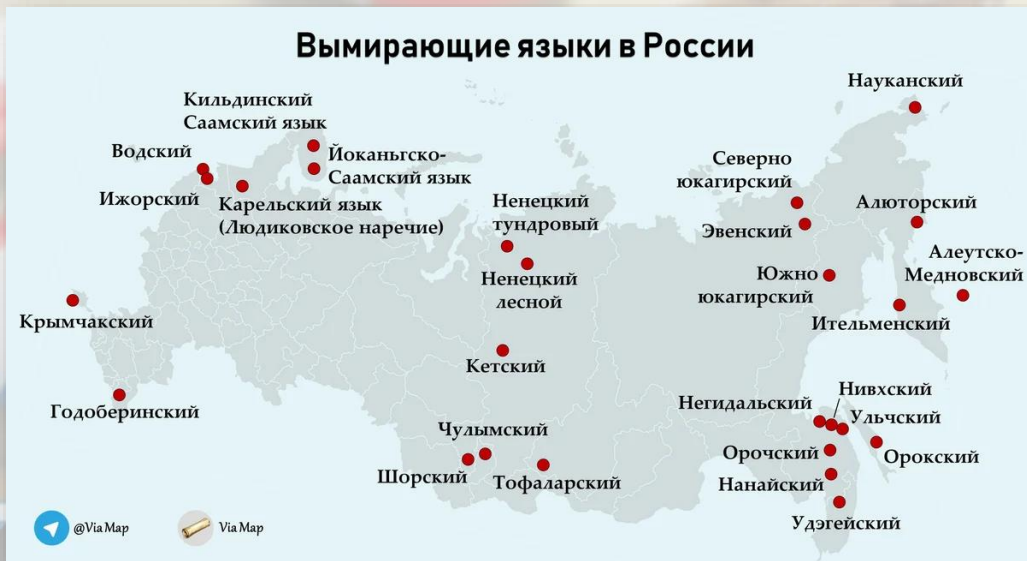 Вымирающие языки в России
Науканский
Кильдинский
Саамский язык
Водский
Йоканьгско-
Саамский язык
Северно
юкагирский
Ижорский
Карельский язык
(Людиковское наречие)
Ненецкий
тундровый
Алюторский
Эвенский
Алеутско-
Медновский
Ненецкий
лесной
Южно
юкагирский
Крымчакский
Ительменский
Кетский
Годоберинский
Нивхский
Негидальский
Ульчский
Чулымский
Орочский
Орокский
Шорский
Тофаларский
Нанайский
Удэгейский
@Via Map
Via Map